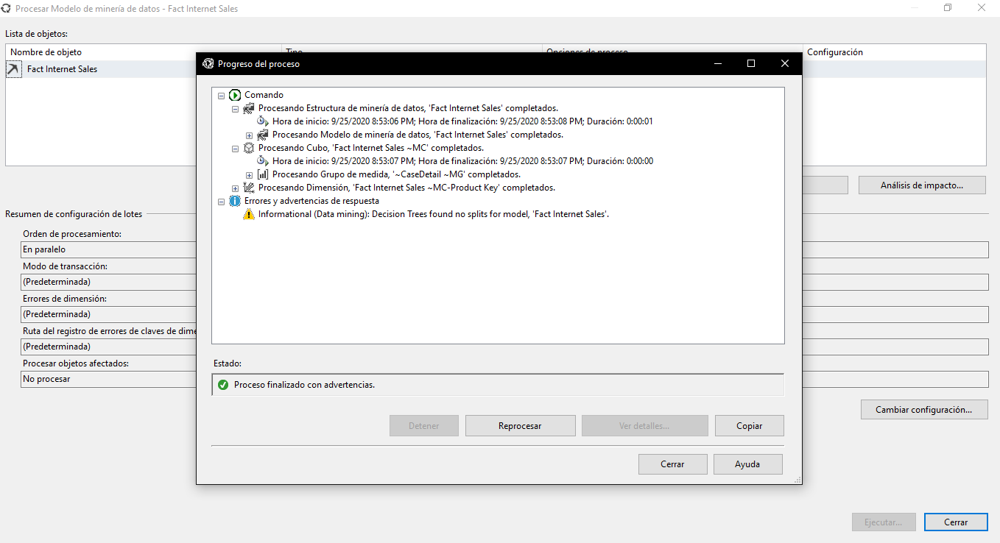 Procesar Modelo de minería de datos - Fact Internet Sales
Lista de objetos:
Nombre de objeto
Tipo
Opciones de proceso
Configuración
Fact Internet Sales
Progreso del proceso
Comando
Procesando Estructura de minería de datos, 'Fact Internet Sales' completados.
Hora de inicio: 9/25/2020 8:53:06 PM; Hora de finalización: 9/25/2020 8:53:08 PM; Duración: 0:00:01
Procesando Modelo de minería de datos, 'Fact Internet Sales' completados.
Procesando Cubo, 'Fact Internet Sales ~MC' completados.
Hora de inicio: 9/25/2020 8:53:07 PM; Hora de finalización: 9/25/2020 8:53:07 PM; Duración: 0:00:00
Procesando Grupo de medida, '~CaseDetail ~MG' completados.
Procesando Dimensión, 'Fact Internet Sales ~MC-Product Key' completados.
Errores y advertencias de respuesta
Informational (Data mining): Decision Trees found no splits for model, 'Fact Internet Sales'.
Estado:
Proceso finalizado con advertencias.
Detener
Reprocesar
Ver detalles...
Copiar
Cerrar
Ayuda
Análisis de impacto...
Resumen de configuración de lotes
Orden de procesamiento:
En paralelo
Modo de transacción:
(Predeterminada)
Errores de dimensión:
(Predeterminada)
Ruta del registro de errores de claves de dime
(Predeterminada)
Procesar objetos afectados:
No procesar
Cambiar configuración...
Ejecutar...
Cerrar